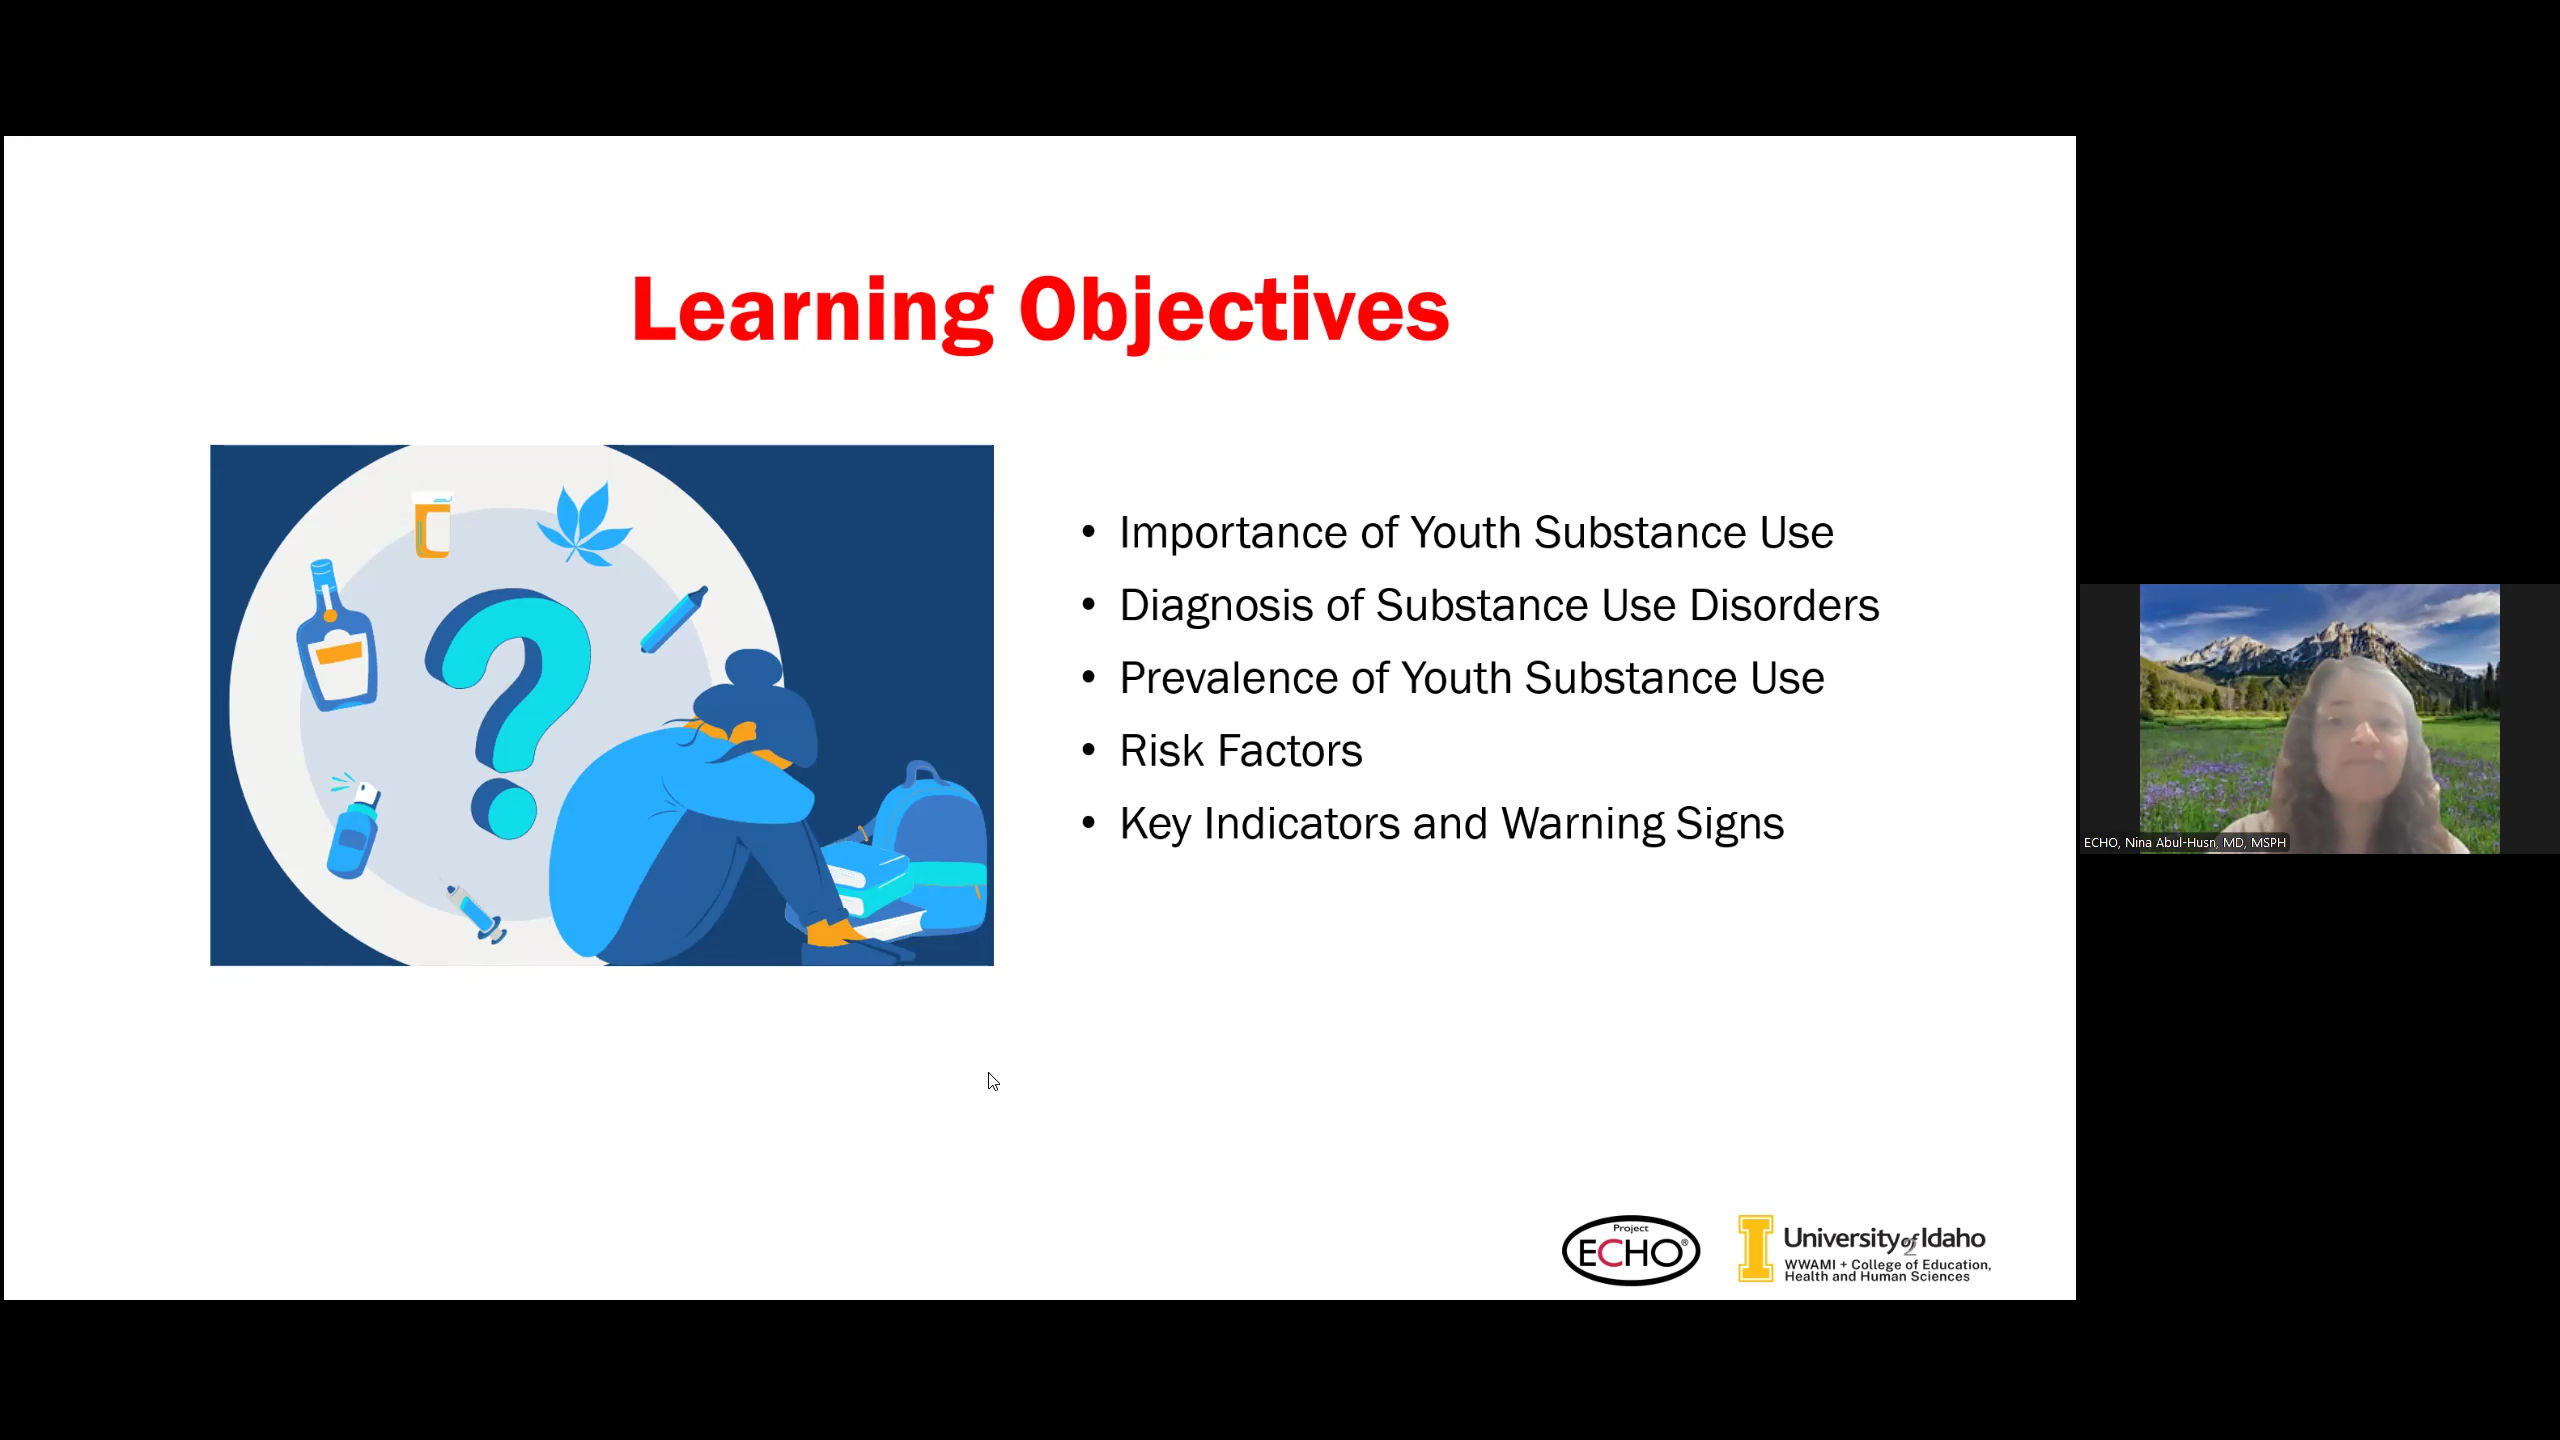 Learning Objectives
• Importance of Youth Substance Use
• Diagnosis of Substance Use Disorders
• Prevalence of Youth Substance Use
• Risk Factors
• Key Indicators and Warning Signs
ECHO, Nina Abul-Husn, MD, MSPH
Project
ECHO®
University of Idaho
2
WWAMI + College of Education,
Health and Human Sciences